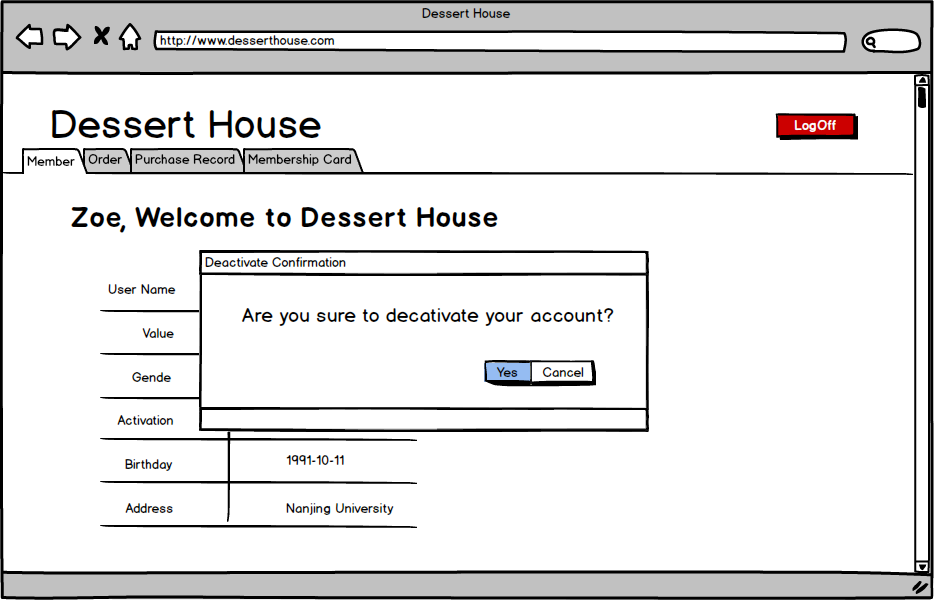 Dessert House
http://www.desserthouse.com
Dessert House
LogOff
Member Order Purchase Record Membership Card
Zoe, Welcome to Dessert House
Deactivate Confirmation
User Name
Are you sure to decativate your account?
Value
Yes Cancel
Gende
Activation
Birthday 1991-10-11
Address Nanjing University